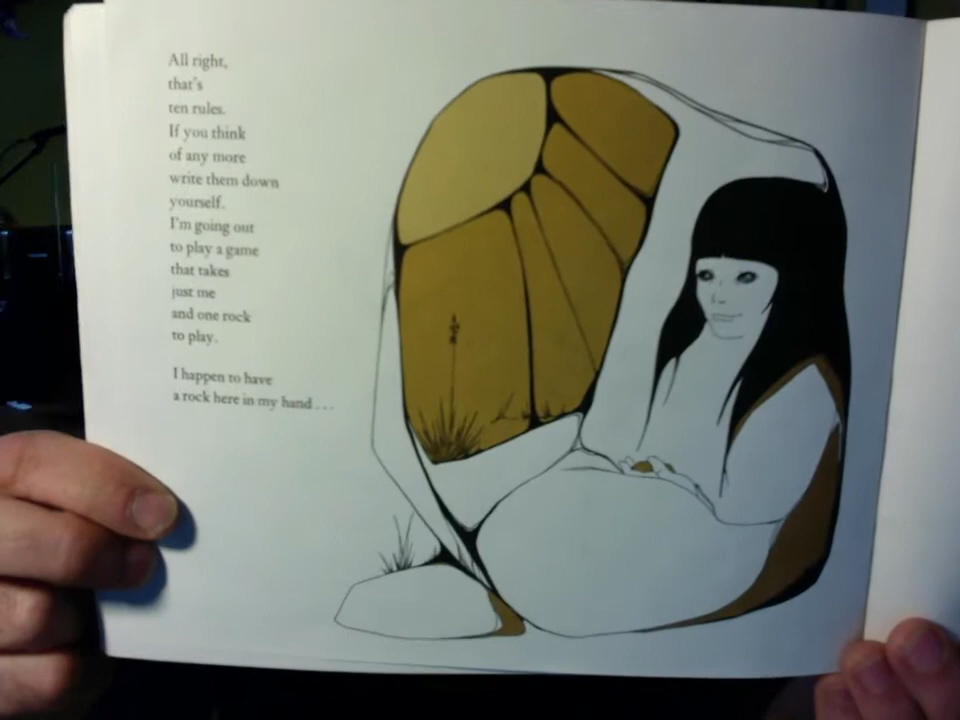 All right,
that's
ten rules.
If you think
of any more
write them down
yourself.
I'm going out
to play a game
that takes
just me
and one rock
to play.
I happen to have
a rock here in my hand . . .